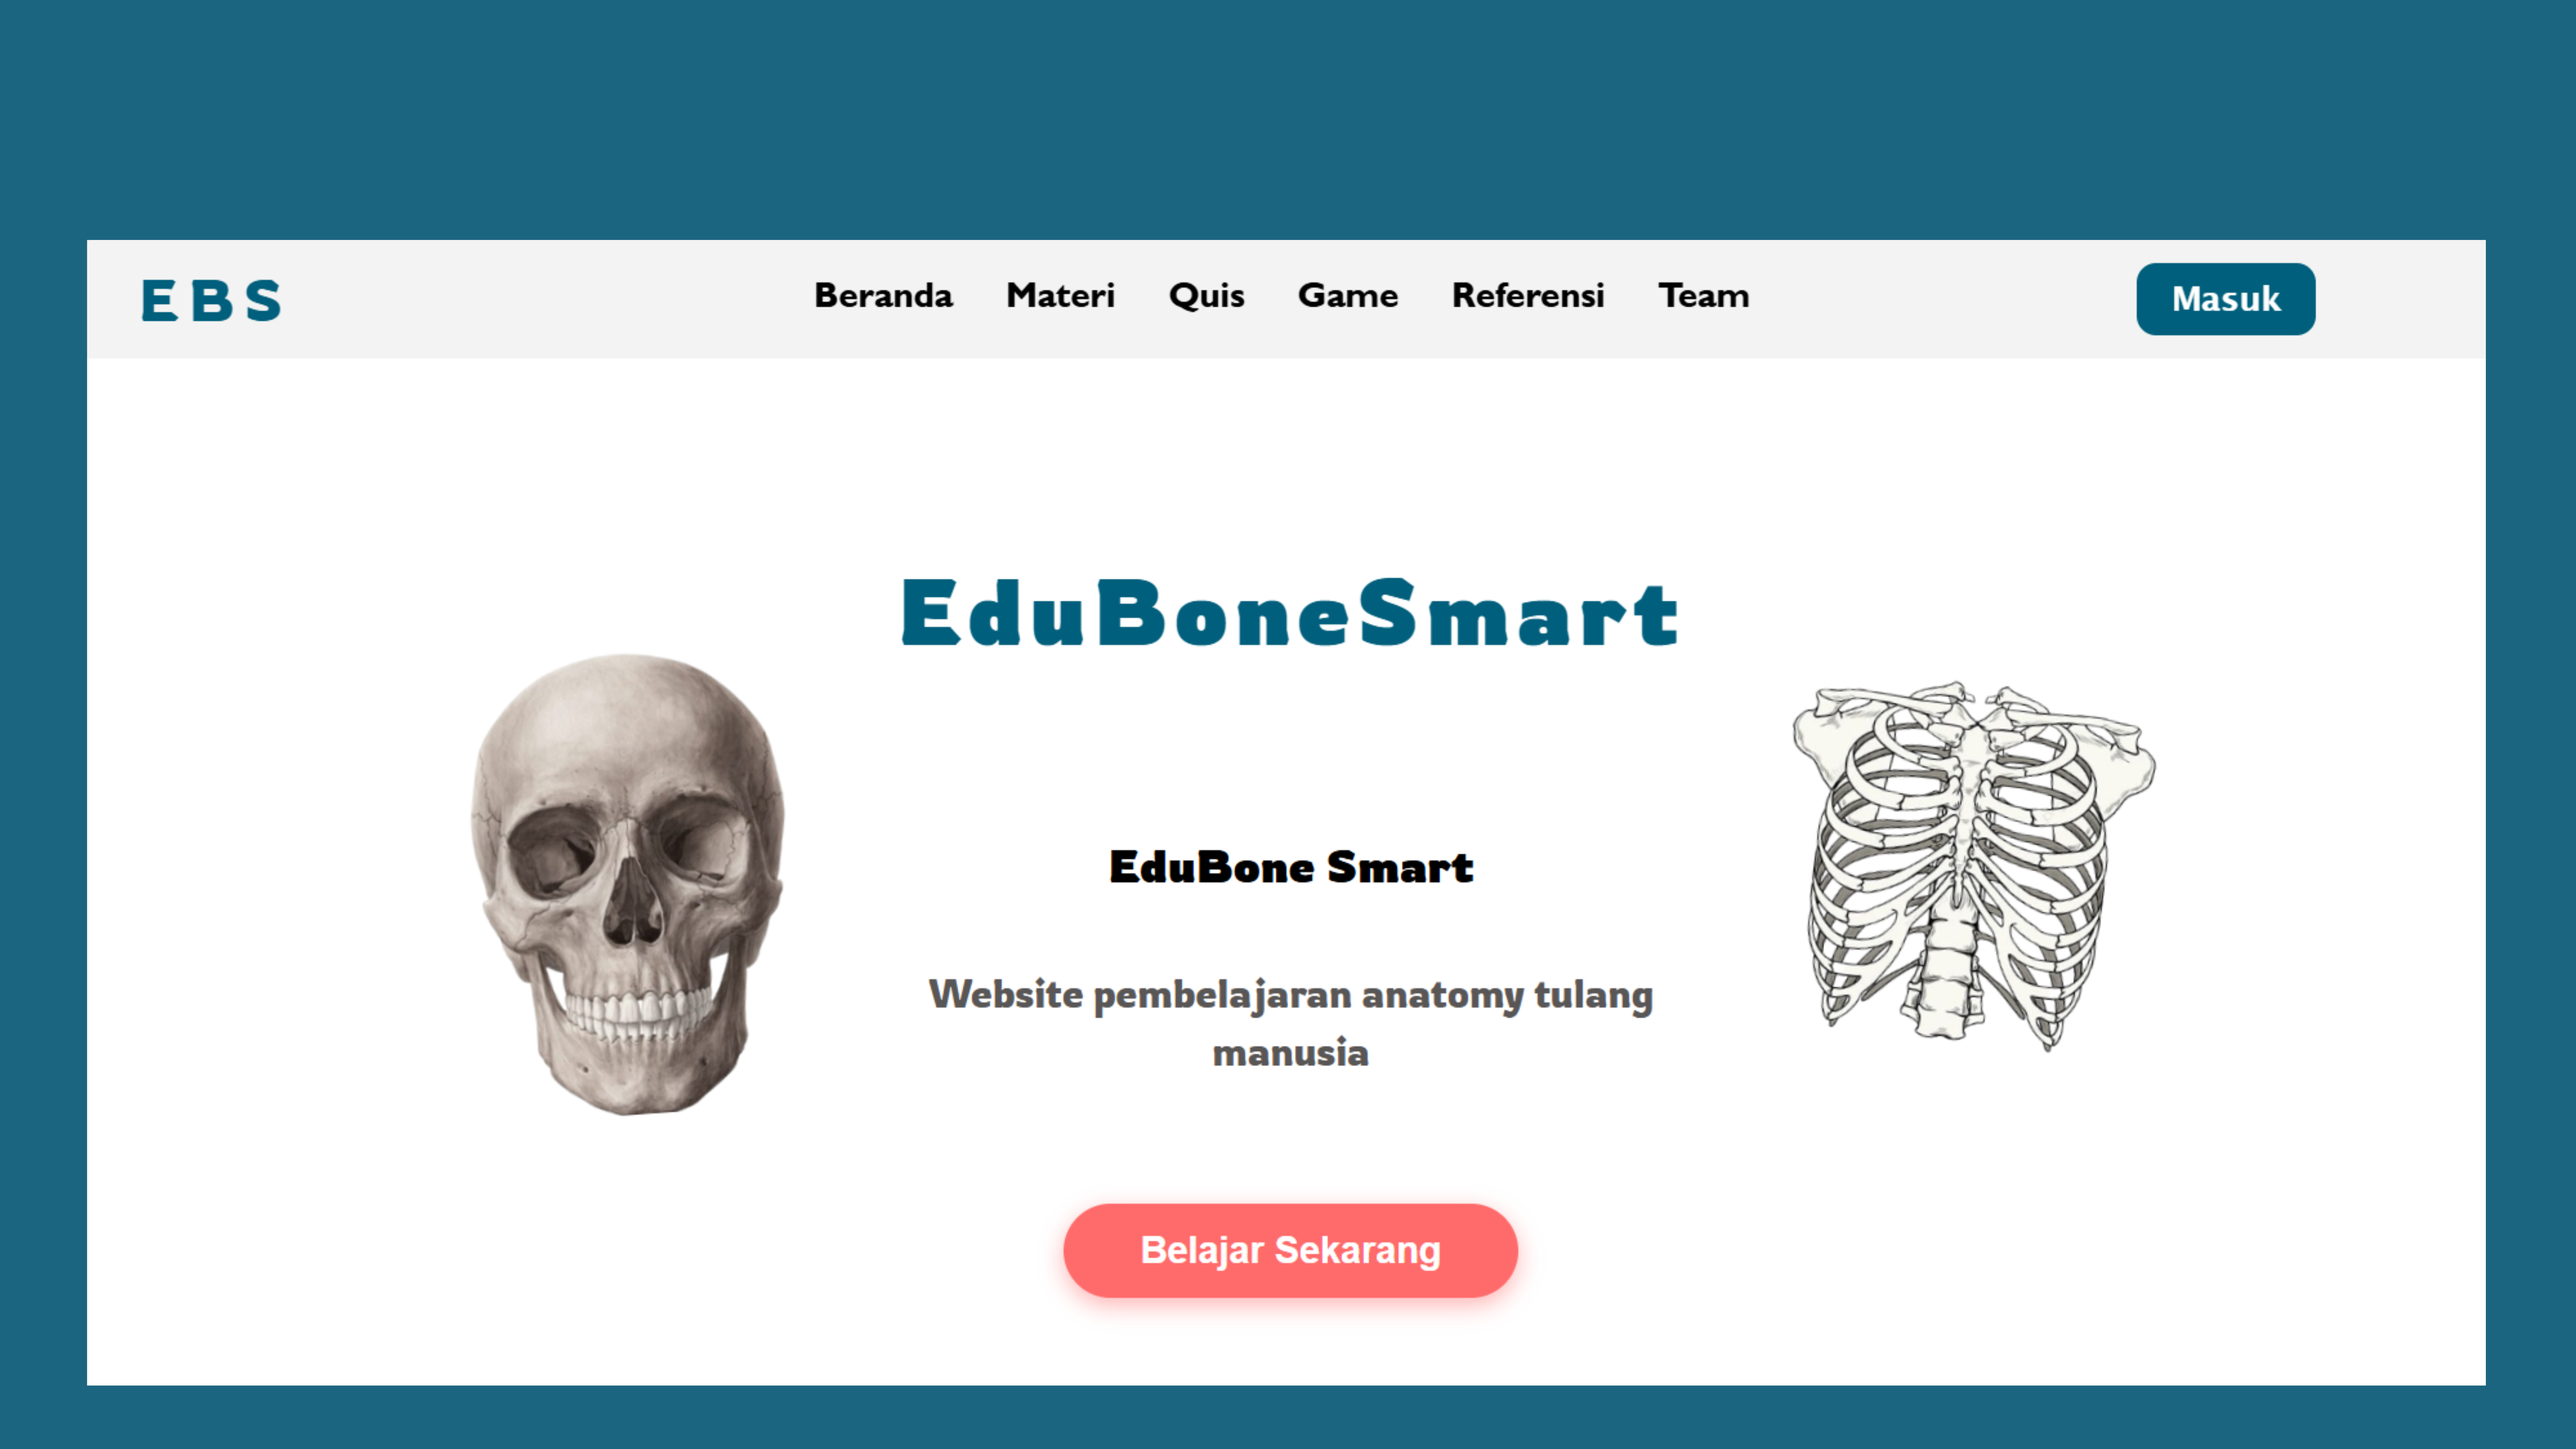 EBS
Beranda Materi Quis Game Referensi Team
Masuk
EduBoneSmart
EduBone Smart
Website pembelajaran anatomy tulang
manusia
Belajar Sekarang